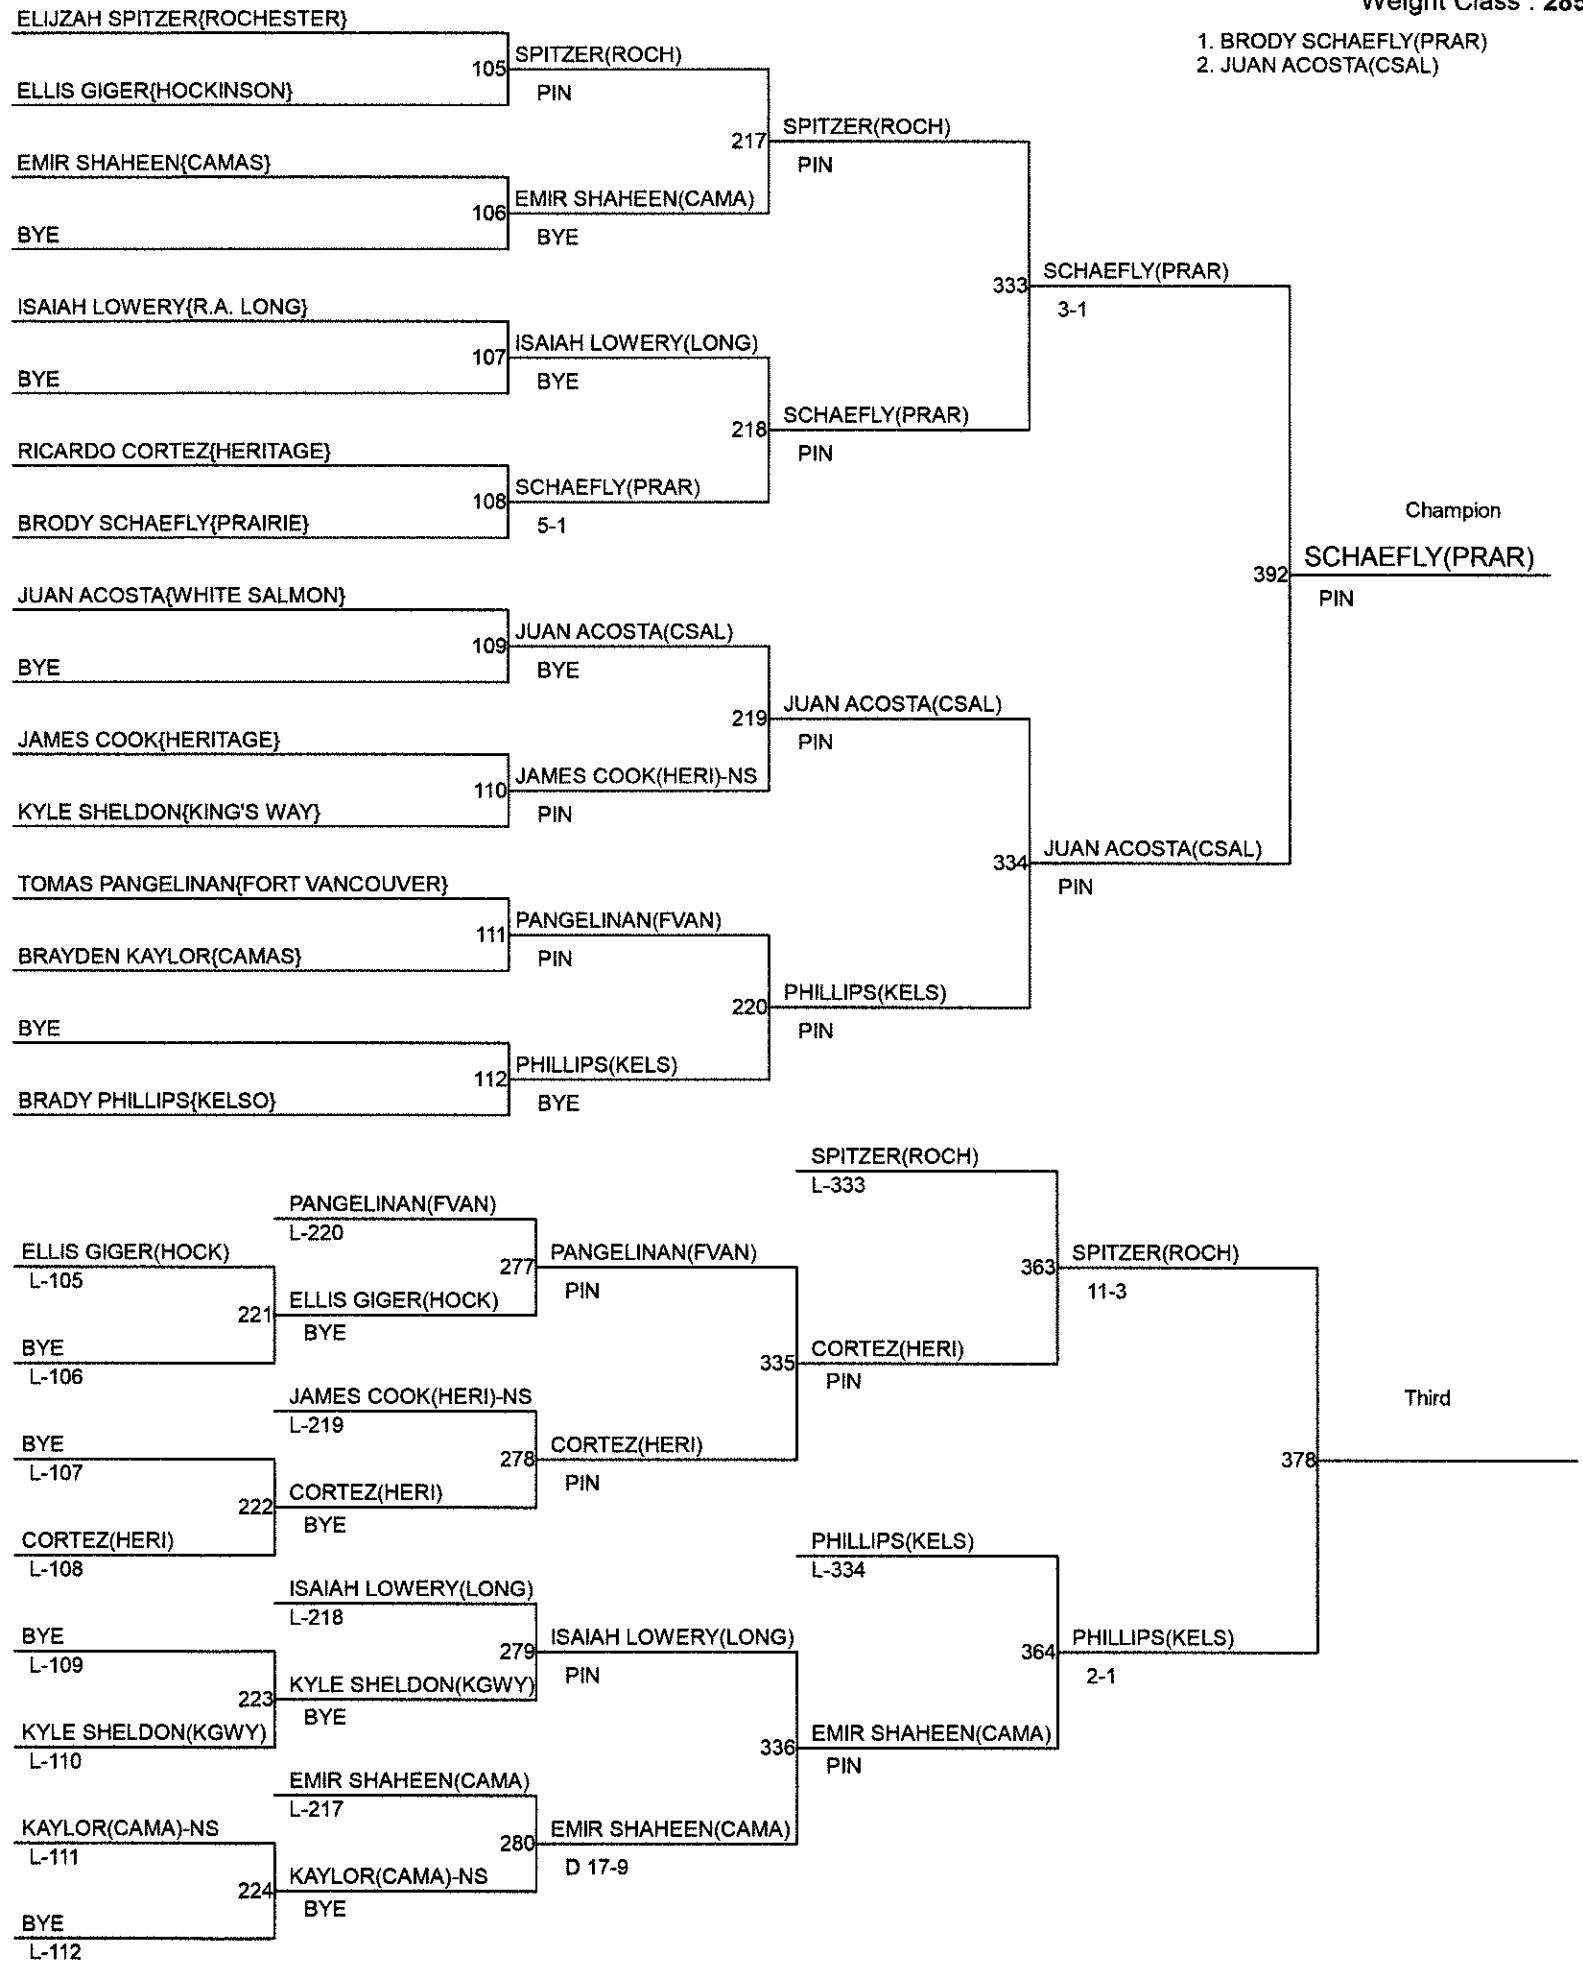 Weight Class : 285
1. BRODY SCHAEFLY(PRAR)
2. JUAN ACOSTA(CSAL)
ELIJZAH SPITZER{ROCHESTER}
105 SPITZER(ROCH)
ELLIS GIGER{HOCKINSON}
PIN
217 SPITZER(ROCH)
PIN
EMIR SHAHEEN{CAMAS}
106 EMIR SHAHEEN(CAMA)
BYE
BYE
333 SCHAEFLY(PRAR)
3-1
ISAIAH LOWERY{R.A. LONG}
107 ISAIAH LOWERY(LONG)
BYE
BYE
218 SCHAEFLY(PRAR)
PIN
RICARDO CORTEZ{HERITAGE}
108 SCHAEFLY(PRAR)
BRODY SCHAEFLY{PRAIRIE}
5-1
Champion
392 SCHAEFLY(PRAR)
PIN
JUAN ACOSTA{WHITE SALMON}
109 JUAN ACOSTA(CSAL)
BYE
BYE
219 JUAN ACOSTA(CSAL)
PIN
JAMES COOK{HERITAGE}
110 JAMES COOK(HERI)-NS
KYLE SHELDON{KING'S WAY}
PIN
334 JUAN ACOSTA(CSAL)
PIN
TOMAS PANGELINAN{FORT VANCOUVER}
111 PANGELINAN(FVAN)
BRAYDEN KAYLOR{CAMAS}
PIN
220 PHILLIPS(KELS)
PIN
BYE
112 PHILLIPS(KELS)
BRADY PHILLIPS{KELSO}
BYE
SPITZER(ROCH)
L-333
PANGELINAN(FVAN)
L-220
ELLIS GIGER(HOCK)
L-105
277 PANGELINAN(FVAN)
PIN
363 SPITZER(ROCH)
11-3
221 ELLIS GIGER(HOCK)
BYE
BYE
L-106
335 CORTEZ(HERI)
PIN
JAMES COOK(HERI)-NS
L-219
Third
BYE
L-107
278 CORTEZ(HERI)
PIN
378
222 CORTEZ(HERI)
BYE
CORTEZ(HERI)
L-108
PHILLIPS(KELS)
L-334
ISAIAH LOWERY(LONG)
L-218
BYE
L-109
279 ISAIAH LOWERY(LONG)
PIN
364 PHILLIPS(KELS)
2-1
223 KYLE SHELDON(KGWY)
BYE
KYLE SHELDON(KGWY)
L-110
336 EMIR SHAHEEN(CAMA)
PIN
EMIR SHAHEEN(CAMA)
L-217
KAYLOR(CAMA)-NS
L-111
280 EMIR SHAHEEN(CAMA)
D 17-9
224 KAYLOR(CAMA)-NS
BYE
BYE
L-112